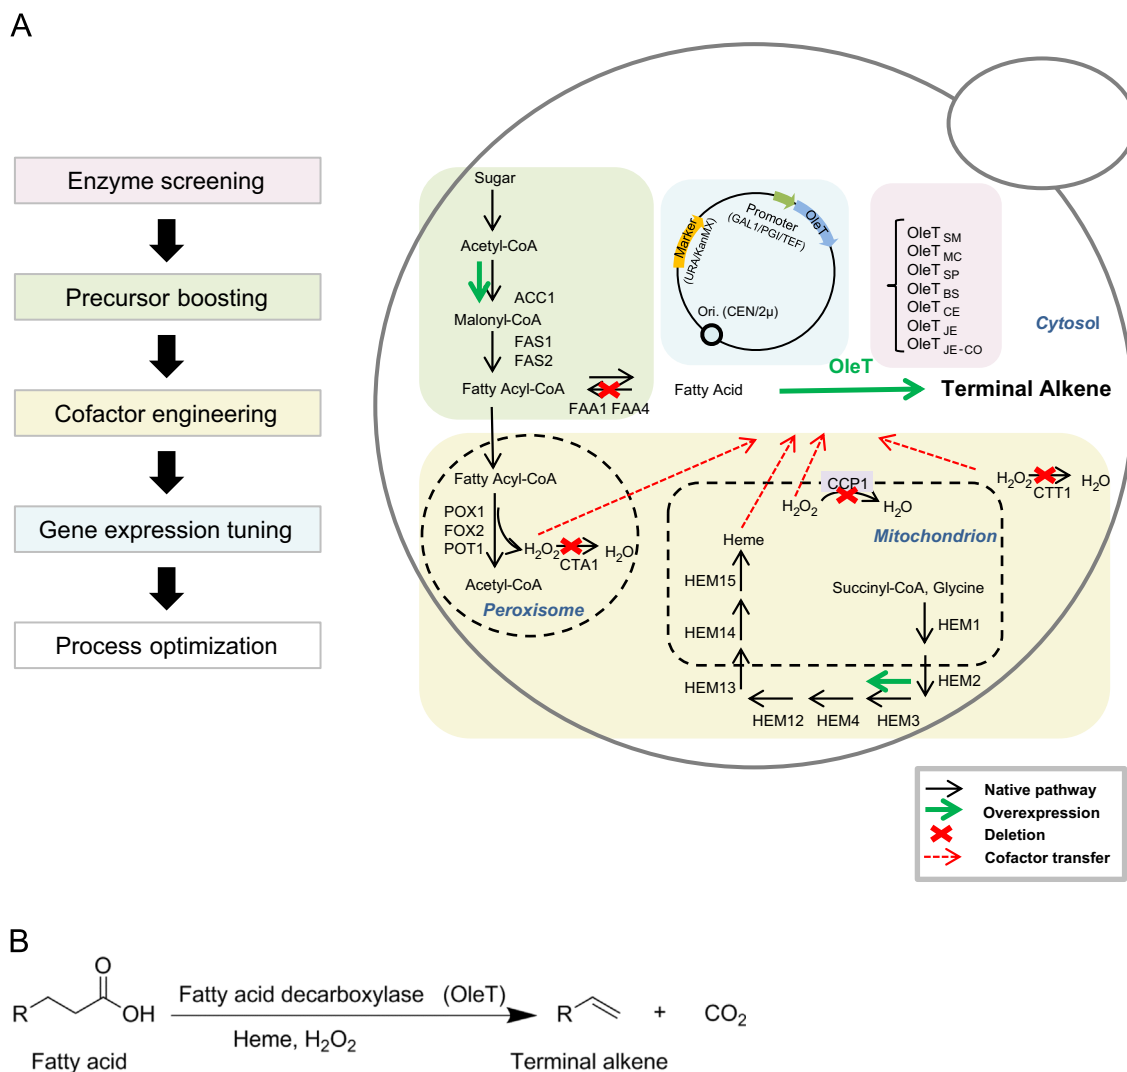 A
Enzyme screening
Precursor boosting
Cofactor engineering
Gene expression tuning
Process optimization
Sugar
Acetyl-CoA
ACC1
Malonyl-CoA
FAS1
FAS2
Fatty Acyl-CoA
FAA1 FAA4
Fatty Acid
Promoter
(GAL1/PGI/TEF)
OleT
Marker
(URA/KanMX)
Ori. (CEN/2μ)
OleT SM
OleT MC
OleT SP
OleT BS
OleT CE
OleT JE
OleT JE-CO
Cytosol
OleT
Terminal Alkene
Fatty Acyl-CoA
POX1
FOX2
POT1
H2O2
CTA1
H2O
Acetyl-CoA
Peroxisome
CCP1
H2O2
H2O
Mitochondrion
H2O2
CTT1
H2O
Heme
HEM15
HEM14
HEM13
Succinyl-CoA, Glycine
HEM1
HEM2
HEM12
HEM4
HEM3
Native pathway
Overexpression
Deletion
Cofactor transfer
B
O
R
OH
Fatty acid
Fatty acid decarboxylase (OleT)
Heme, H2O2
R
+
CO2
Terminal alkene